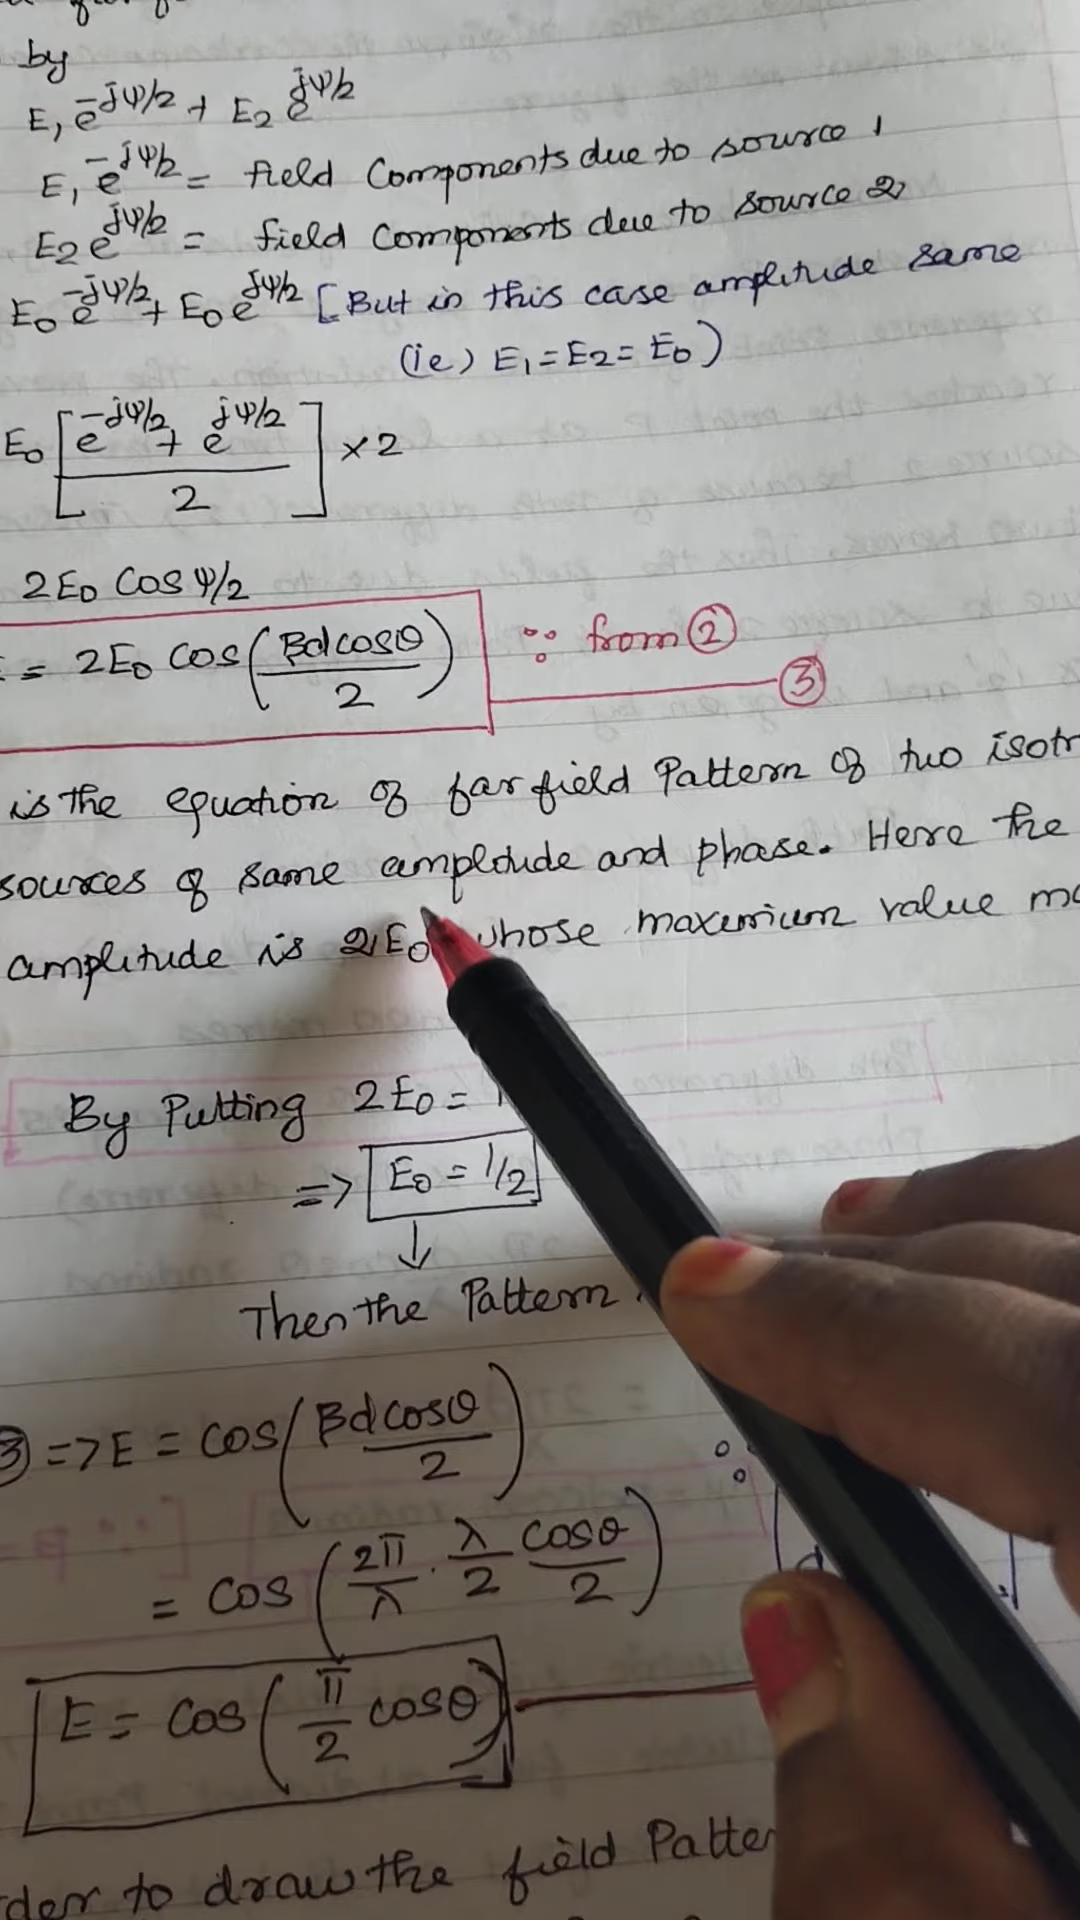 by
E₁ e^-jψ/2 + E₂ e^jψ/2
E₁ e^-jψ/2 = field Components due to source 1
E₂ e^jψ/2 = field Components due to source 2
E₀ e^-jψ/2 + E₀ e^jψ/2 [But in this case amplitude same
(ie) E₁ = E₂ = E₀)
E₀ [e^-jψ/2 + e^jψ/2 / 2] × 2
2E₀ Cos ψ/2
= 2E₀ cos(βdcosθ / 2) ∵ from ②
③
is the equation of far field Pattern of two
sources of same amplitude and phase. Here the
amplitude is 2E₀ whose maximum value
By Putting 2E₀ =
=> E₀ = 1/2
↓
Then the Pattern
③ => E = cos(βdcosθ / 2)
= cos(2π/λ · λ/2 cosθ/2)
E = cos(π/2 cosθ)
to draw the field